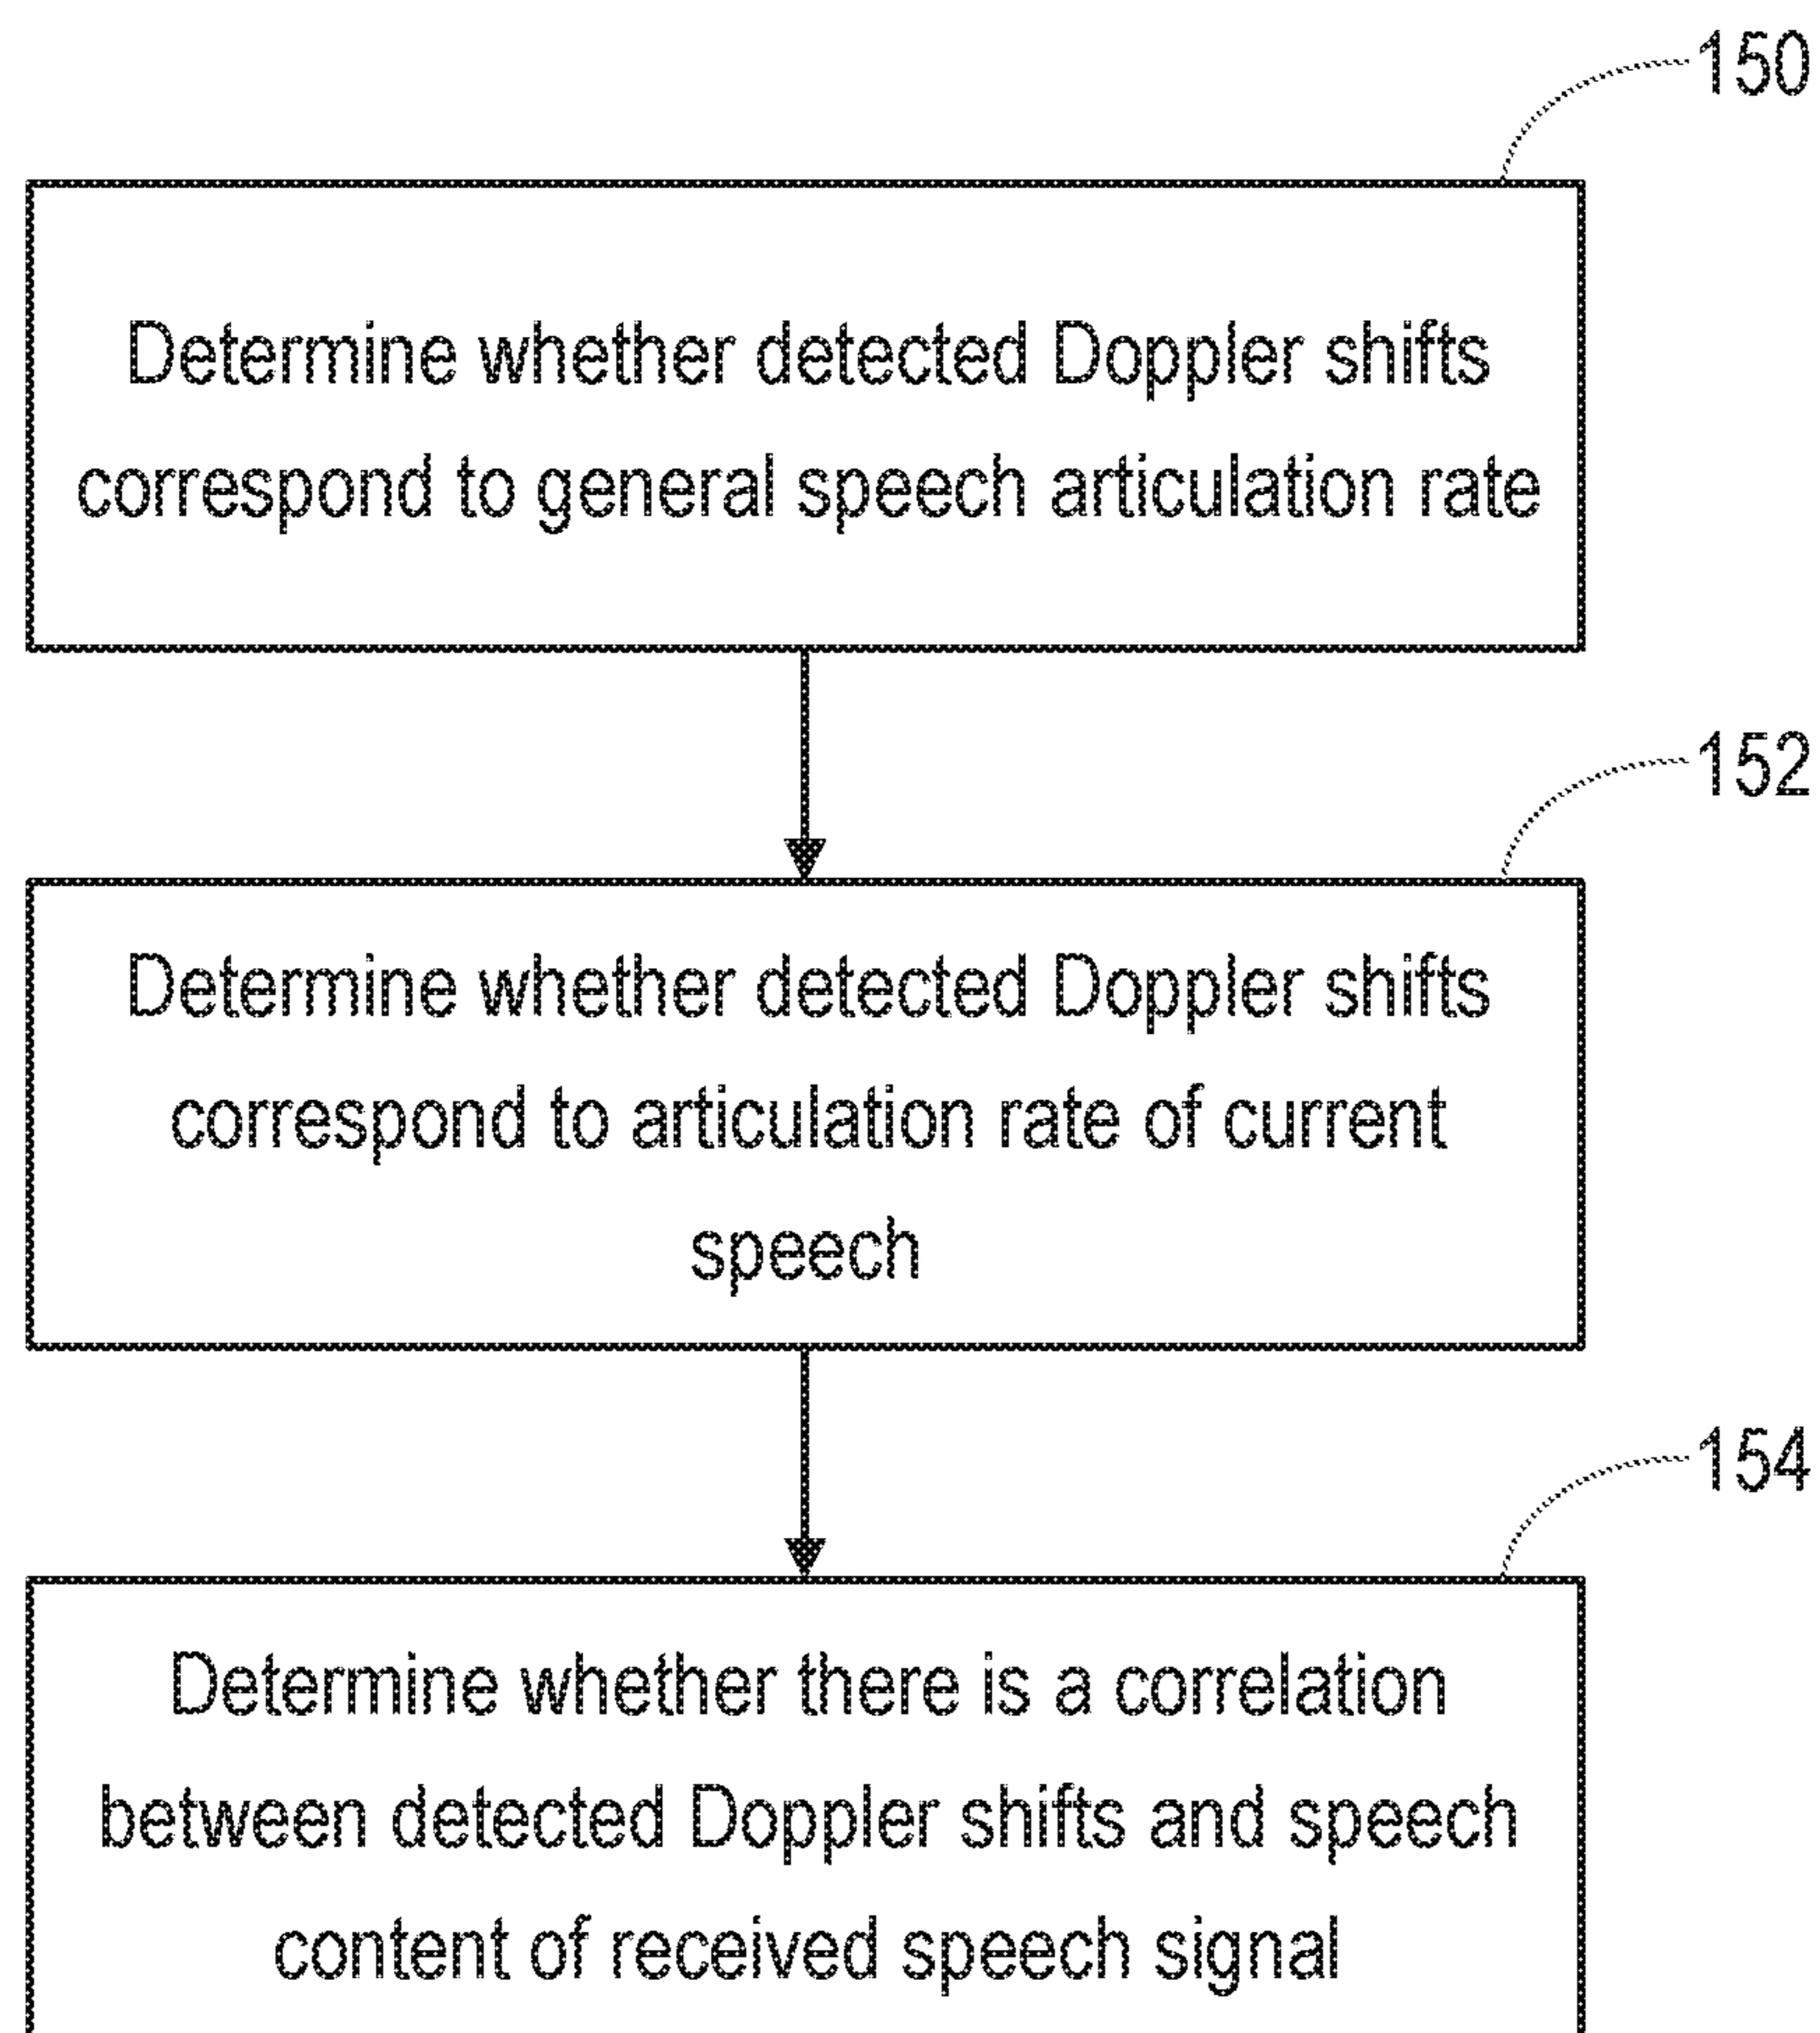 150
Determine whether detected Doppler shifts
correspond to general speech articulation rate
152
Determine whether detected Doppler shifts
correspond to articulation rate of current
speech
154
Determine whether there is a correlation
between detected Doppler shifts and speech
content of received speech signal